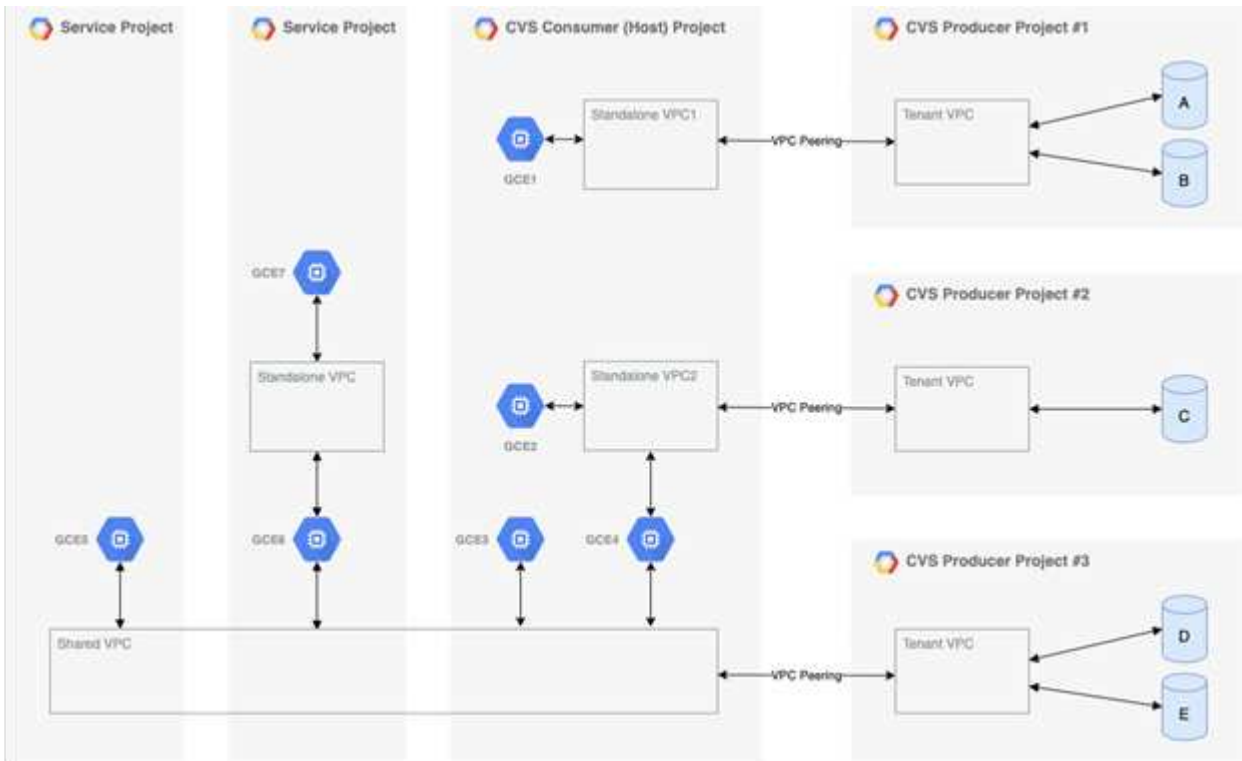 Service Project
Service Project
CVS Consumer (Host) Project
CVS Producer Project #1
Standalone VPC1
Tenant VPC
A
GCE1
VPC Peering
B
GCE7
CVS Producer Project #2
Standalone VPC
Standalone VPC2
Tenant VPC
GCE2
VPC Peering
C
GCE5
GCE6
GCE3
GCE4
CVS Producer Project #3
Shared VPC
Tenant VPC
D
VPC Peering
E